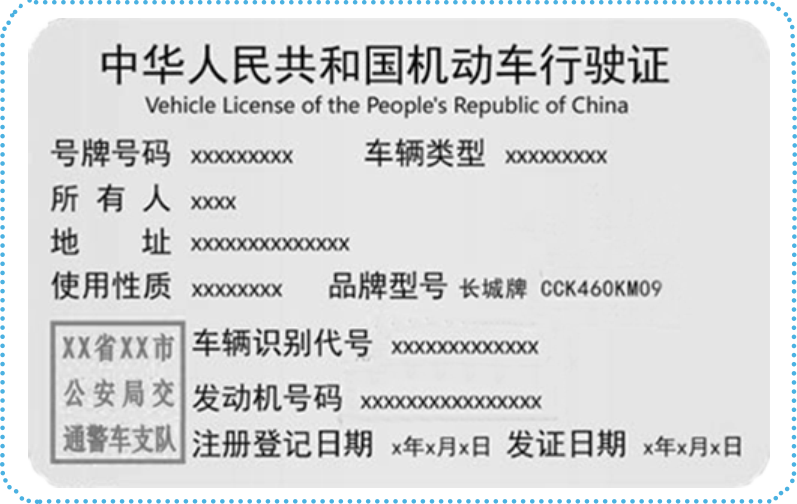 中华人民共和国机动车行驶证
Vehicle License of the People's Republic of China
号牌号码 xxxxxxxxx 车辆类型 xxxxxxxxx
所有人 xxxx
地址 xxxxxxxxxxxxxx
使用性质 xxxxxxxx 品牌型号 长城牌 CCK460KM09
XX省XX市
公安局交
通警车支队
车辆识别代号 xxxxxxxxxxxxx
发动机号码 xxxxxxxxxxxxxxxx
注册登记日期 x年x月x日 发证日期 x年x月x日